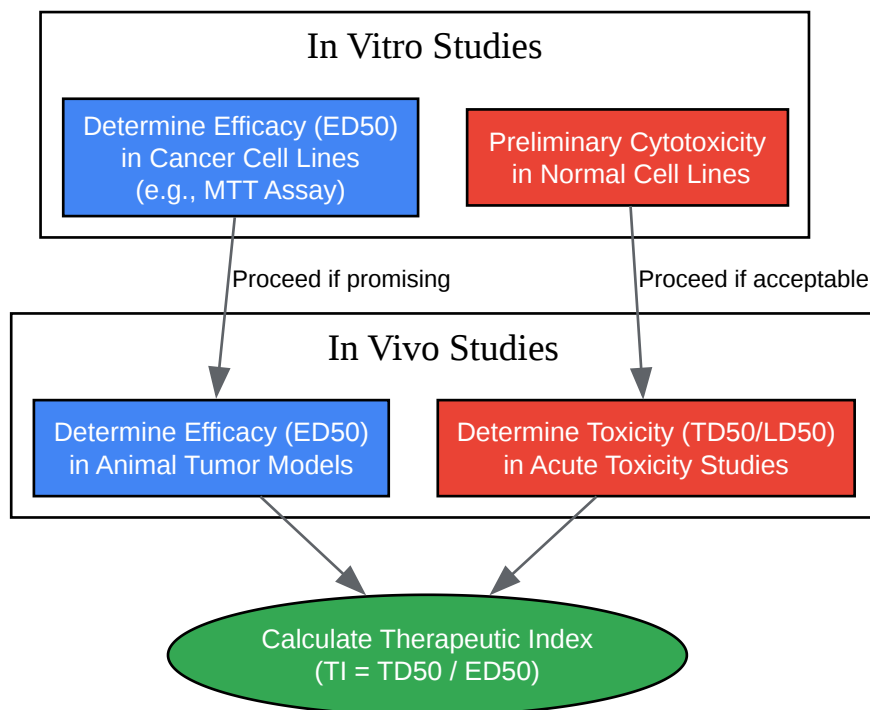 In Vitro Studies
Determine Efficacy (ED50)
in Cancer Cell Lines
(e.g., MTT Assay)
Preliminary Cytotoxicity
in Normal Cell Lines
Proceed if promising
Proceed if acceptable
In Vivo Studies
Determine Efficacy (ED50)
in Animal Tumor Models
Determine Toxicity (TD50/LD50)
in Acute Toxicity Studies
Calculate Therapeutic Index
(TI = TD50 / ED50)